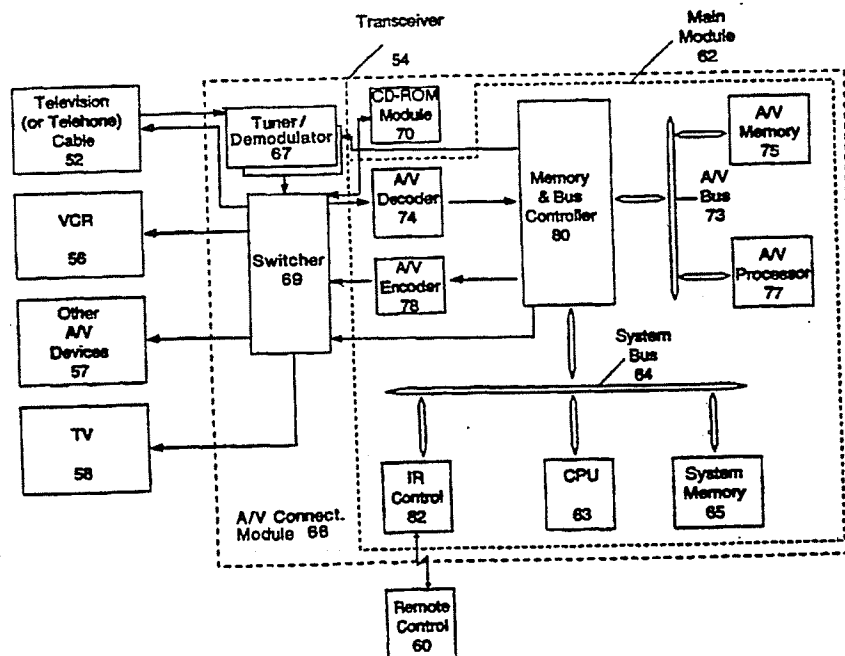 Transceiver
54
Main
Module
62
Television
(or Telehone)
Cable
52
Tuner/
Demodulator
67
CD-ROM
Module
70
A/V
Memory
75
A/V
Bus
73
Memory
& Bus
Controller
80
A/V
Decoder
74
VCR
56
Switcher
69
A/V
Processor
77
A/V
Encoder
78
Other
A/V
Devices
57
System
Bus
64
TV
58
IR
Control
82
CPU
63
System
Memory
65
A/V Connect.
Module 66
Remote
Control
60